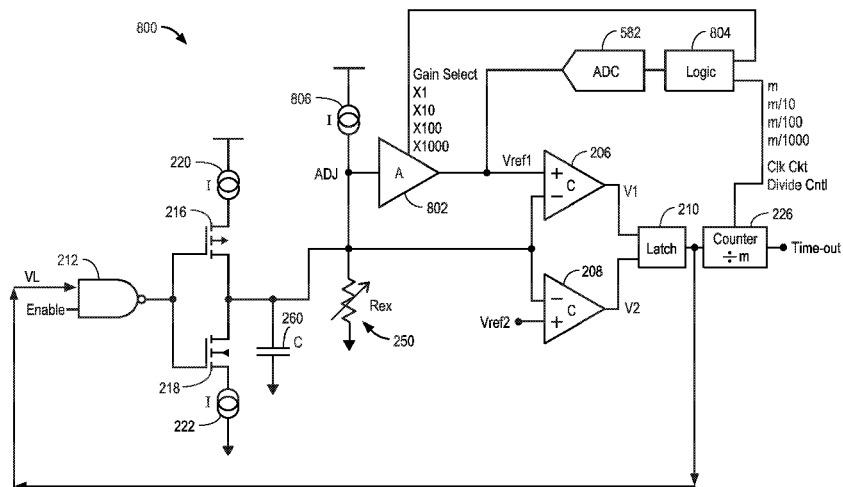 800
582
804
ADC
Logic
Gain Select
X1
X10
X100
X1000
806
I
m
m/10
m/100
m/1000
Clk Ckt
Divide Cntl
ADJ
A
802
Vref1
206
+
C
−
V1
220
I
216
210
Latch
226
Counter
÷m
Time-out
212
VL
Enable
208
−
C
+
V2
Vref2
Rex
250
260
C
218
I
222